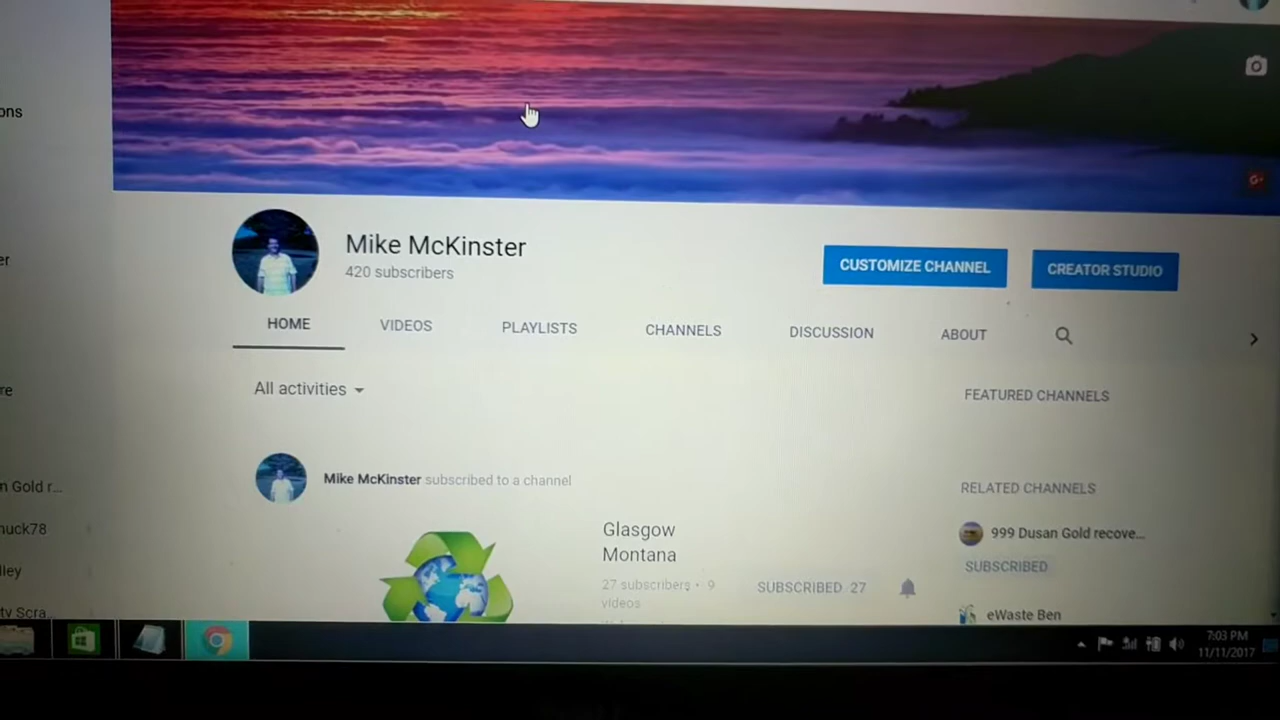 ons
Mike McKinster
420 subscribers
CUSTOMIZE CHANNEL
CREATOR STUDIO
er
HOME
VIDEOS
PLAYLISTS
CHANNELS
DISCUSSION
ABOUT
re
All activities
FEATURED CHANNELS
Mike McKinster subscribed to a channel
RELATED CHANNELS
n Gold r...
Glasgow
Montana
999 Dusan Gold recove...
huck78
SUBSCRIBED
27 subscribers • 9
videos
SUBSCRIBED 27
lley
eWaste Ben
ty Scra
7:03 PM
11/11/2017